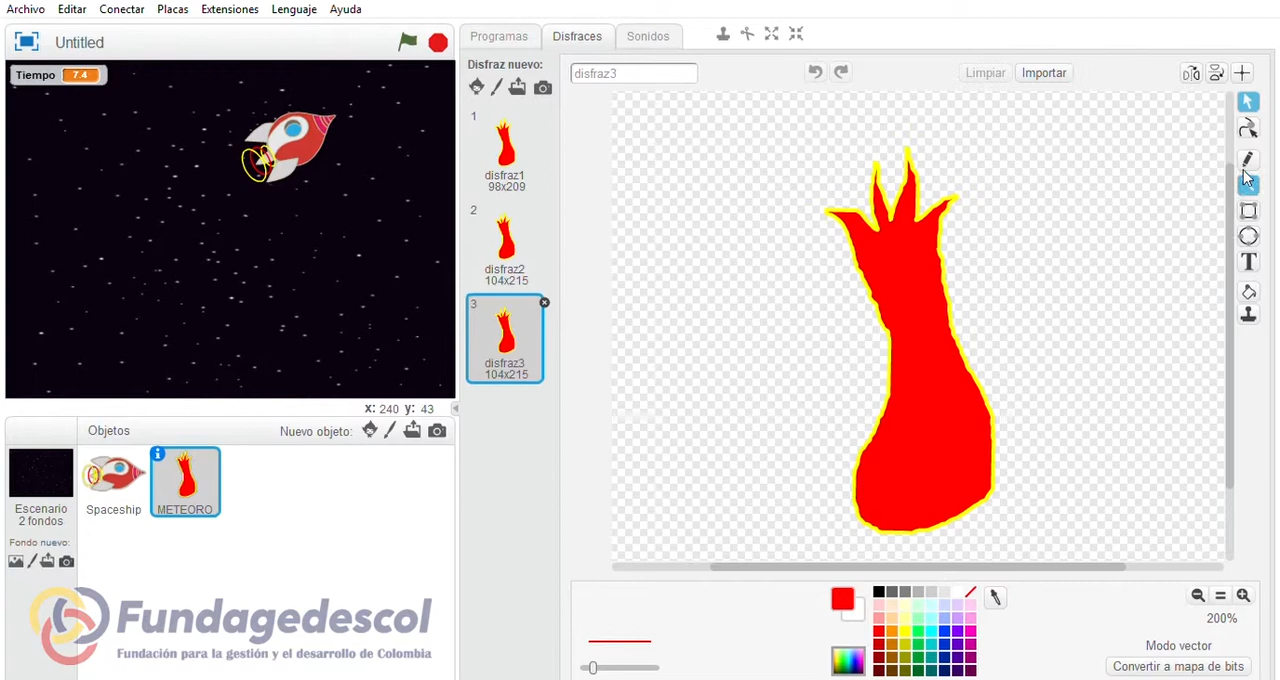 Archivo Editar Conectar Placas Extensiones Lenguaje Ayuda
Untitled
Tiempo 7.4
x: 240 y: 43
Objetos Nuevo objeto:
Spaceship
METEORO
Escenario
2 fondos
Fondo nuevo:
Fundagedescol
Fundación para la gestión y el desarrollo de Colombia
Programas Disfraces Sonidos
Disfraz nuevo:
1
disfraz1
98x209
2
disfraz2
104x215
3
disfraz3
104x215
disfraz3
Limpiar Importar
T
200%
Modo vector
Convertir a mapa de bits